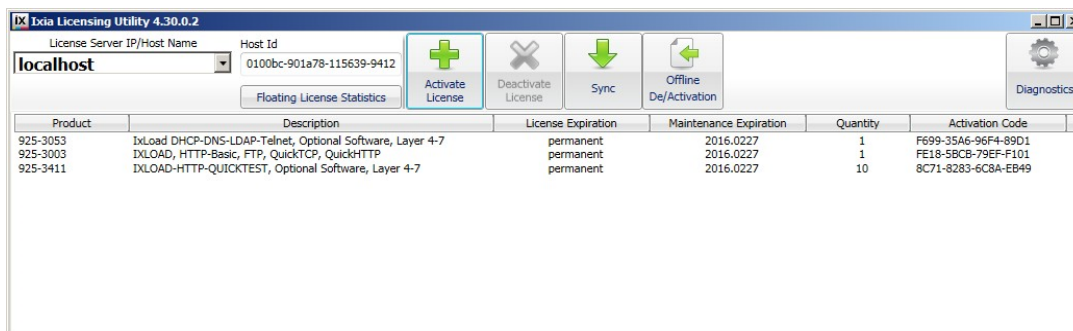 IX Ixia Licensing Utility 4.30.0.2
License Server IP/Host Name
localhost
Host Id
0100bc-901a78-115639-9412
Floating License Statistics
Activate License
Deactivate License
Sync
Offline De/Activation
Diagnostics
Product Description License Expiration Maintenance Expiration Quantity Activation Code
925-3053 IxLoad DHCP-DNS-LDAP-Telnet, Optional Software, Layer 4-7 permanent 2016.0227 1 F699-35A6-96F4-89D1
925-3003 IXLOAD, HTTP-Basic, FTP, QuickTCP, QuickHTTP permanent 2016.0227 1 FE18-5BCB-79EF-F101
925-3411 IXLOAD-HTTP-QUICKTEST, Optional Software, Layer 4-7 permanent 2016.0227 10 8C71-8283-6C8A-EB49